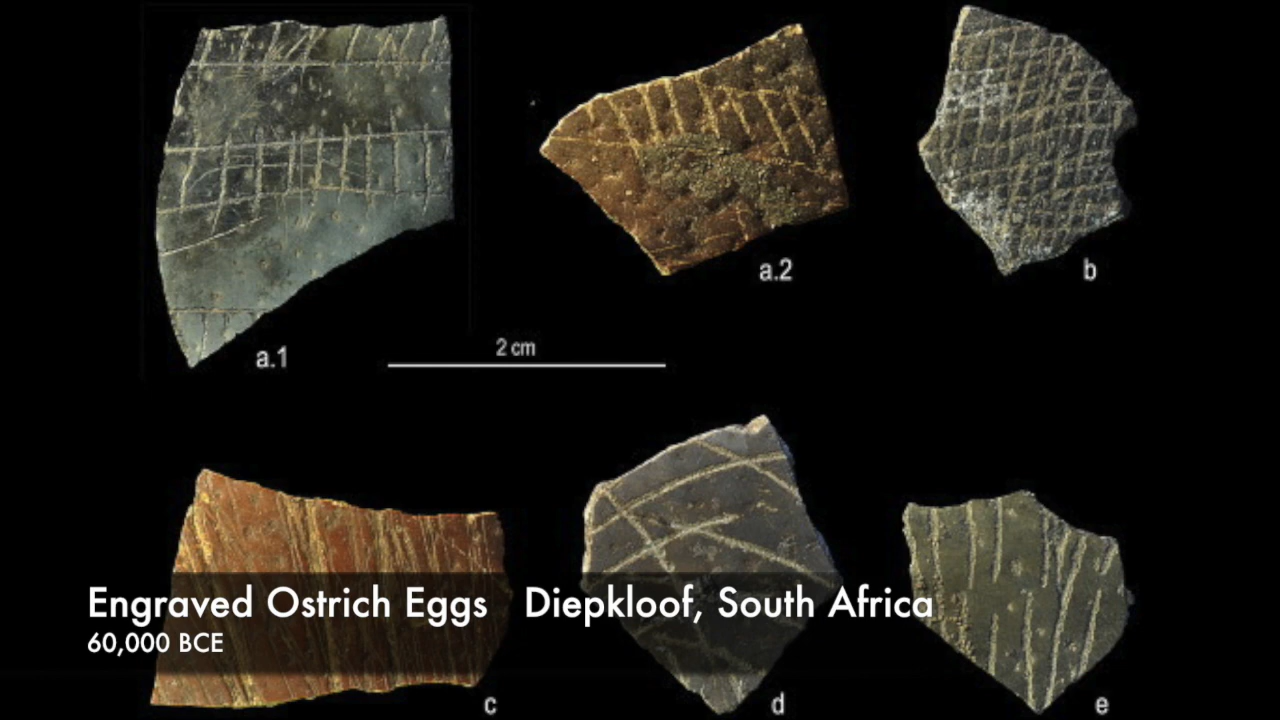 a.1
a.2
b
2 cm
Engraved Ostrich Eggs Diepkloof, South Africa
60,000 BCE
c
d
e